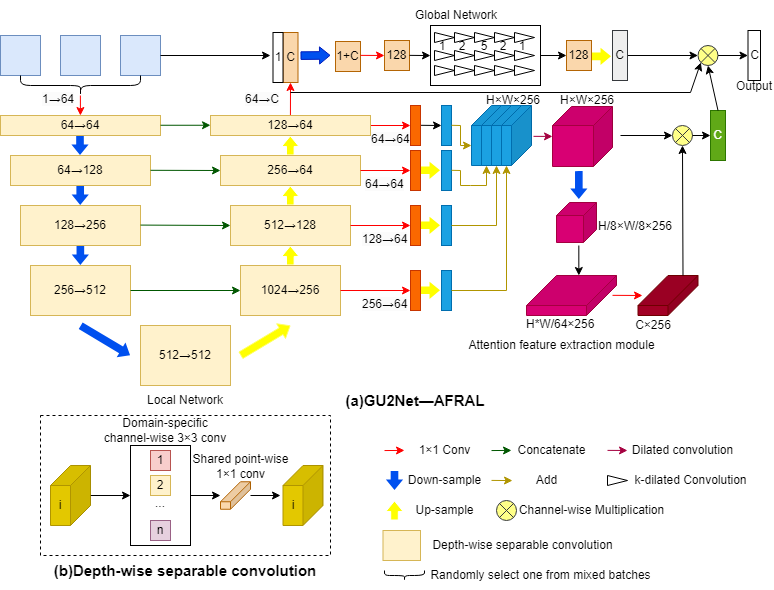 Global Network
1 C
1+C
128
1 2 5 2 1
128
C
C
Output
1→64
64→C
H×W×256
H×W×256
64→64
128→64
64→64
C
64→128
256→64
64→64
128→256
512→128
128→64
H/8×W/8×256
256→512
1024→256
256→64
H*W/64×256
C×256
512→512
Attention feature extraction module
Local Network
(a)GU2Net—AFRAL
Domain-specific
channel-wise 3×3 conv
1
2
...
n
Shared point-wise
1×1 conv
i
i
(b)Depth-wise separable convolution
1×1 Conv
Concatenate
Dilated convolution
Down-sample
Add
k-dilated Convolution
Up-sample
Channel-wise Multiplication
Depth-wise separable convolution
Randomly select one from mixed batches